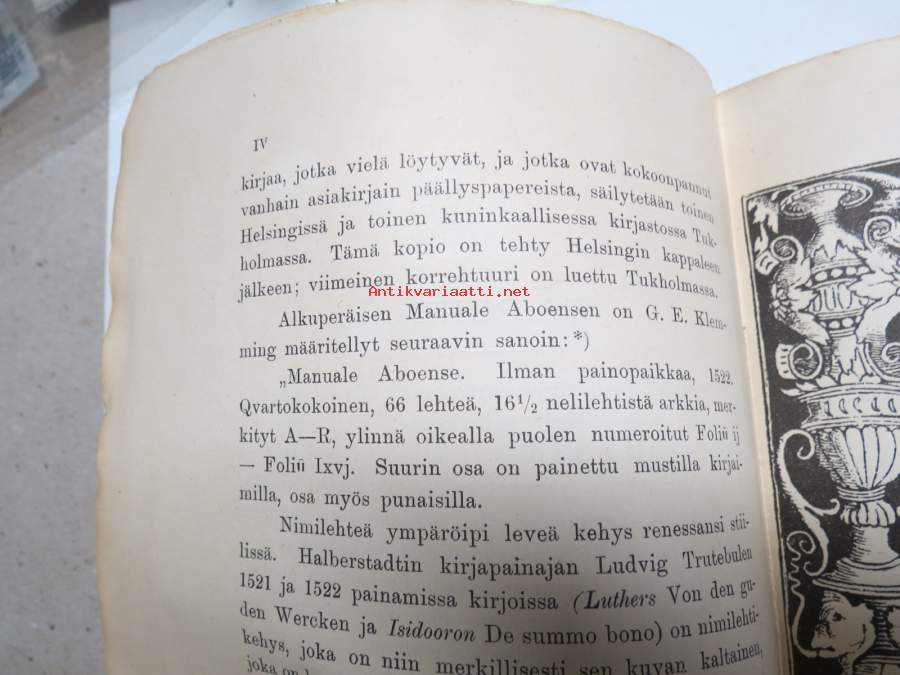 IV
kirjaa, jotka vielä löytyvät, ja jotka ovat kokoonpannut
vanhain asiakirjain päällyspapereista, säilytetään toinen
Helsingissä ja toinen kuninkaallisessa kirjastossa Tuk-
holmassa. Tämä kopio on tehty Helsingin kappaleen
jälkeen; viimeinen korrehtuuri on luettu Tukholmassa.
Antikvariaatti.net
Alkuperäisen Manuale Aboensen on G. E. Klem-
ming määritellyt seuraavin sanoin: *)
„Manuale Aboense. Ilman painopaikkaa, 1522.
Qvartokokoinen, 66 lehteä, 16½ nelilehtistä arkkia, mer-
kityt A—R, ylinnä oikealla puolen numeroitut Foliū ij
— Foliū Ixvj. Suurin osa on painettu mustilla kirjai-
milla, osa myös punaisilla.
Nimilehteä ympäröipi leveä kehys renessansi stii-
lissä. Halberstadtin kirjapainajan Ludvig Trutebulen
1521 ja 1522 painamissa kirjoissa (Luthers Von den gu-
den Wercken ja Isidooron De summo bono) on nimilehti-
kehys, joka on niin merkillisesti sen kuvan kaltainen,
joka on